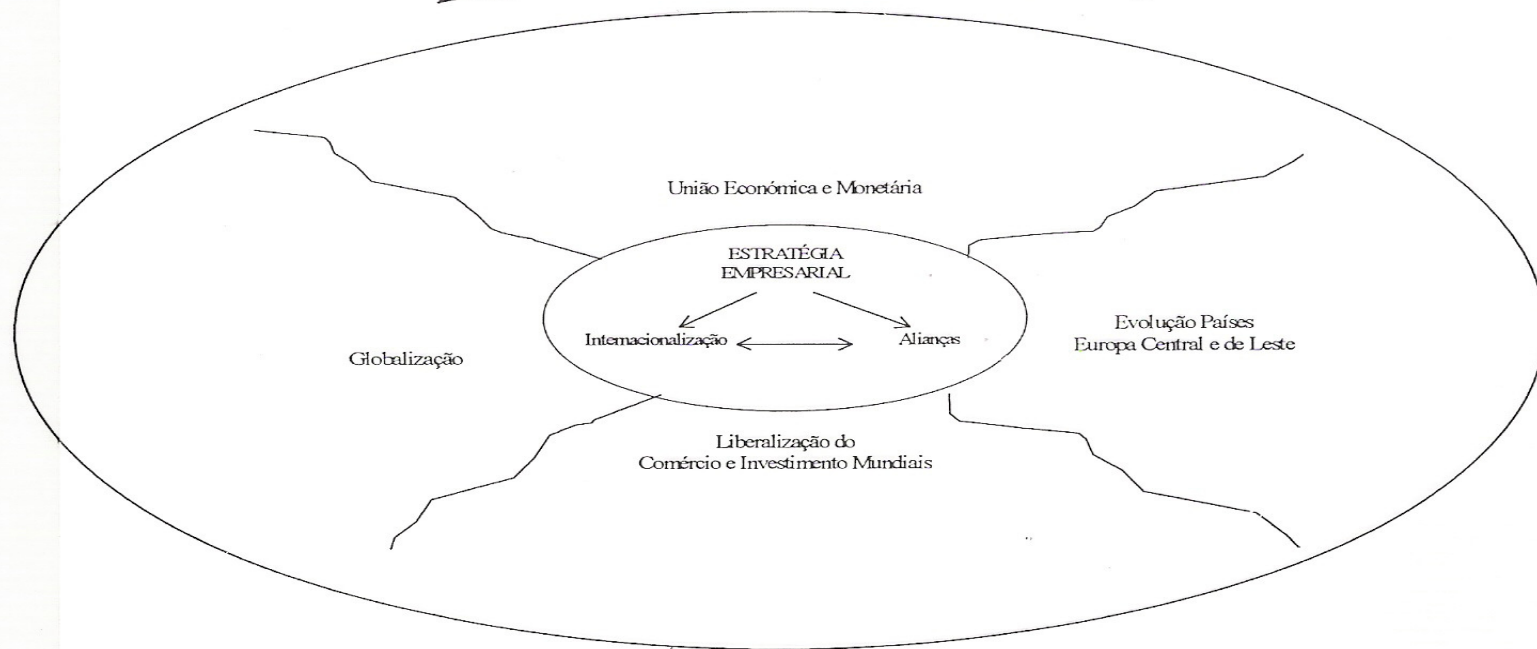 União Económica e Monetária
ESTRATÉGIA
EMPRESARIAL
Internacionalização
Alianças
Globalização
Evolução Países
Europa Central e de Leste
Liberalização do
Comércio e Investimento Mundiais